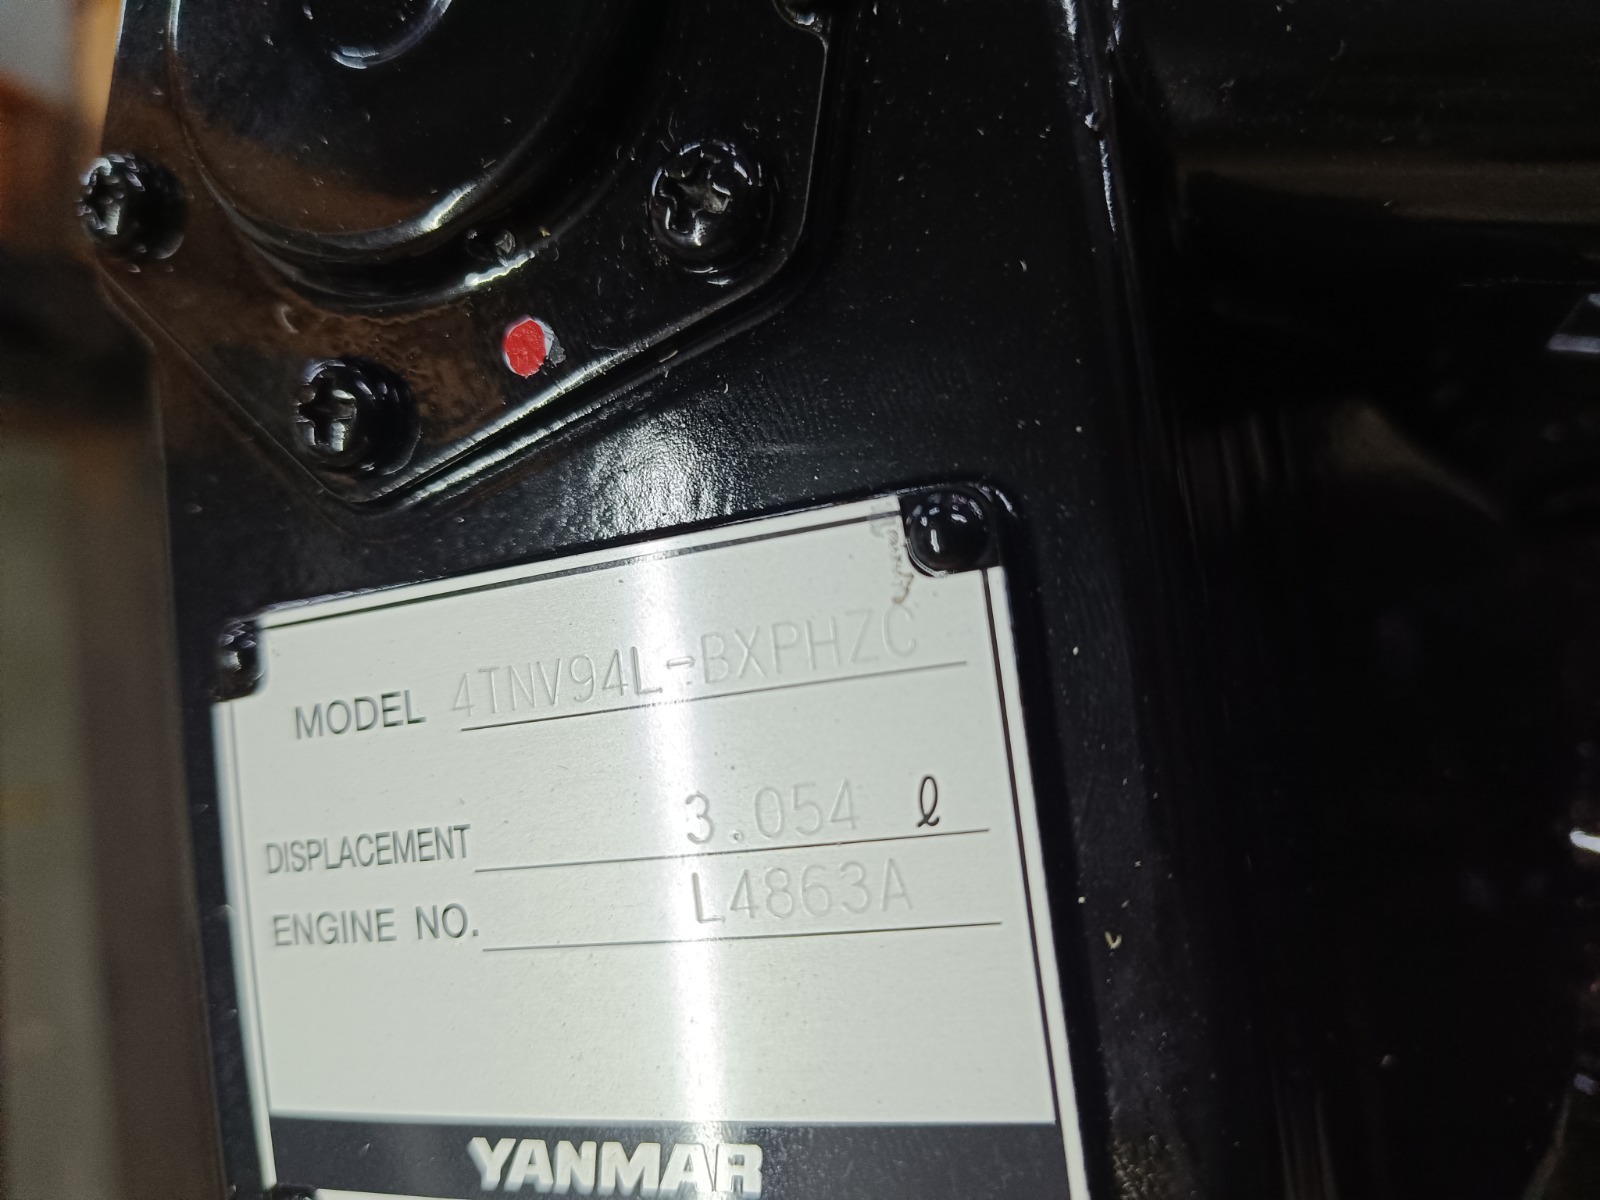 MODEL 4TNV94L-BXPHZC
DISPLACEMENT 3.054 ℓ
ENGINE NO. L4863A
YANMAR